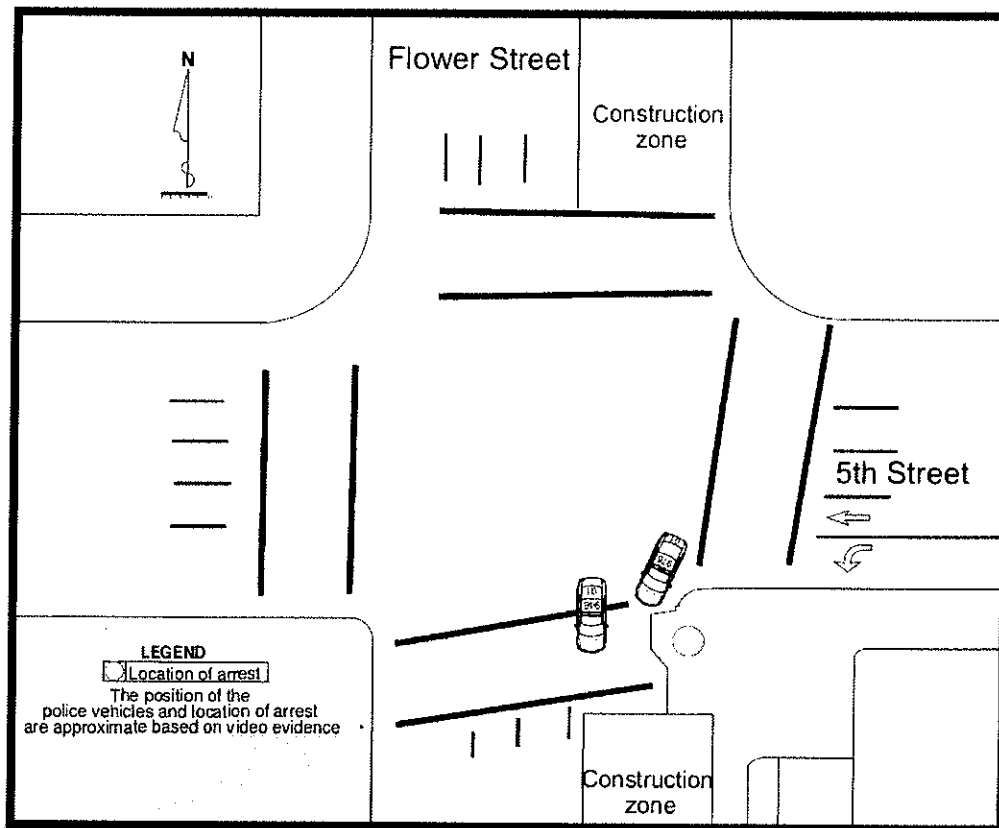 N
Flower Street
Construction
zone
5th Street
LEGEND
Location of arrest
The position of the
police vehicles and location of arrest
are approximate based on video evidence
Construction
zone